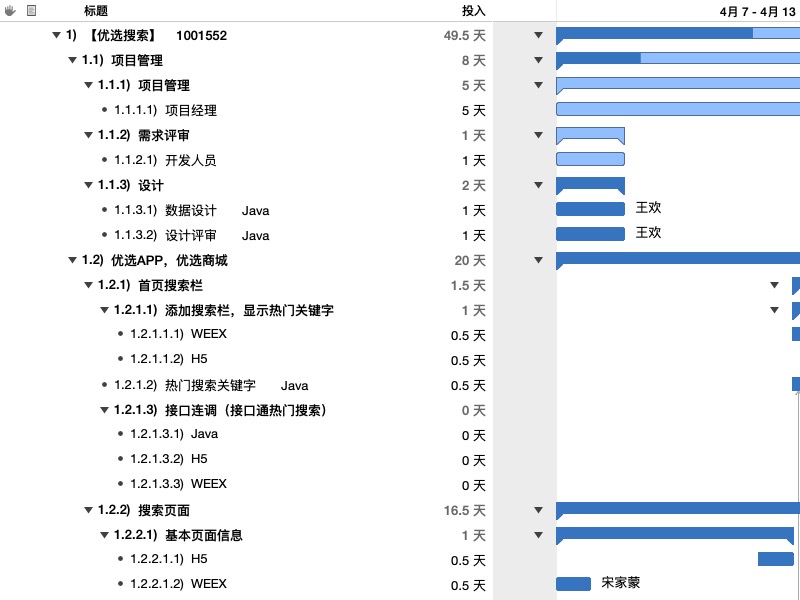 标题 投入 4月 7 - 4月 13
1) 【优选搜索】 1001552 49.5 天
1.1) 项目管理 8 天
1.1.1) 项目管理 5 天
1.1.1.1) 项目经理 5 天
1.1.2) 需求评审 1 天
1.1.2.1) 开发人员 1 天
1.1.3) 设计 2 天
1.1.3.1) 数据设计 Java 1 天 王欢
1.1.3.2) 设计评审 Java 1 天 王欢
1.2) 优选APP，优选商城 20 天
1.2.1) 首页搜索栏 1.5 天
1.2.1.1) 添加搜索栏，显示热门关键字 1 天
1.2.1.1.1) WEEX 0.5 天
1.2.1.1.2) H5 0.5 天
1.2.1.2) 热门搜索关键字 Java 0.5 天
1.2.1.3) 接口连调（接口通热门搜索） 0 天
1.2.1.3.1) Java 0 天
1.2.1.3.2) H5 0 天
1.2.1.3.3) WEEX 0 天
1.2.2) 搜索页面 16.5 天
1.2.2.1) 基本页面信息 1 天
1.2.2.1.1) H5 0.5 天
1.2.2.1.2) WEEX 0.5 天 宋家蒙